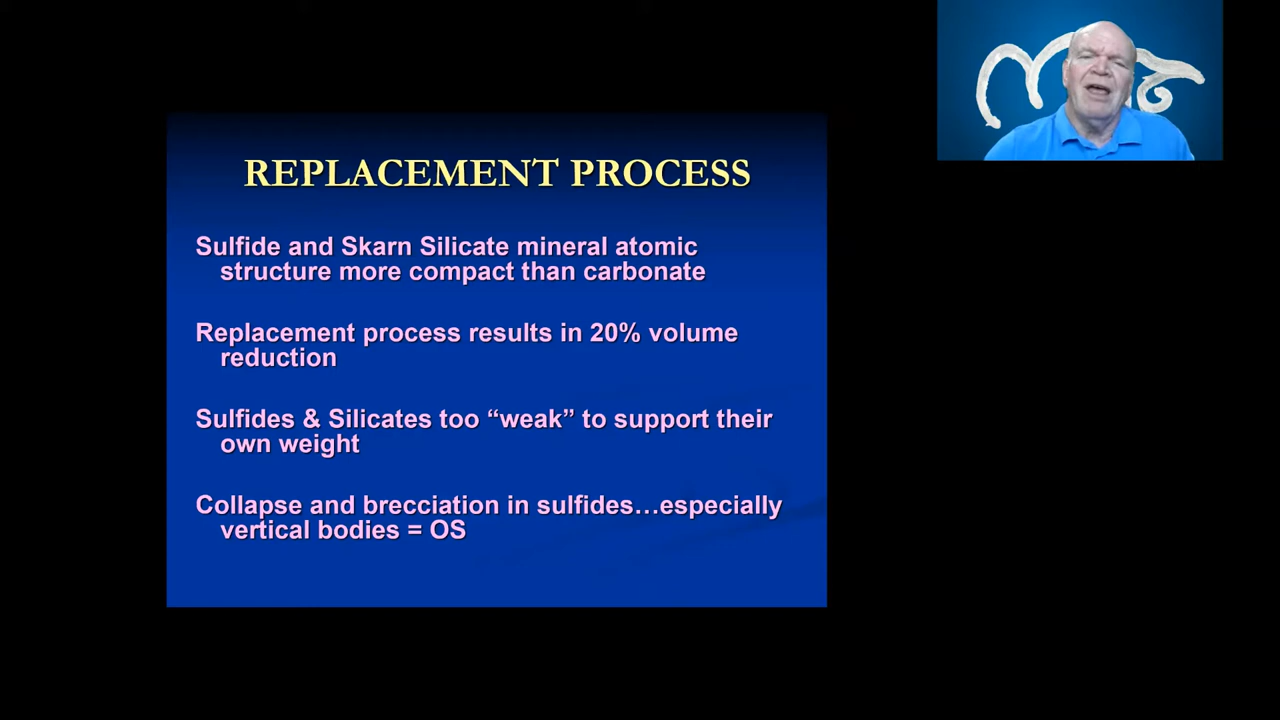 REPLACEMENT PROCESS
Sulfide and Skarn Silicate mineral atomic
structure more compact than carbonate
Replacement process results in 20% volume
reduction
Sulfides & Silicates too “weak” to support their
own weight
Collapse and brecciation in sulfides…especially
vertical bodies = OS